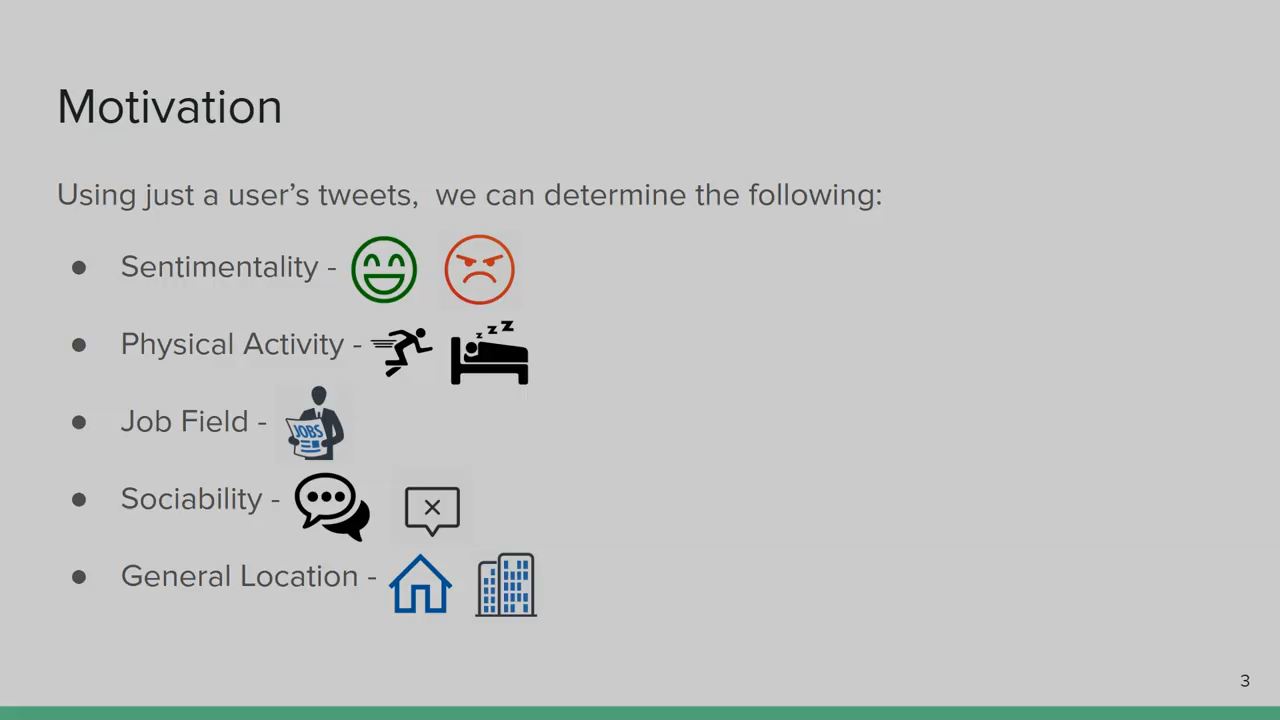 Motivation
Using just a user's tweets,  we can determine the following:
● Sentimentality -
● Physical Activity - z z z
● Job Field - JOBS
● Sociability -
● General Location -
3